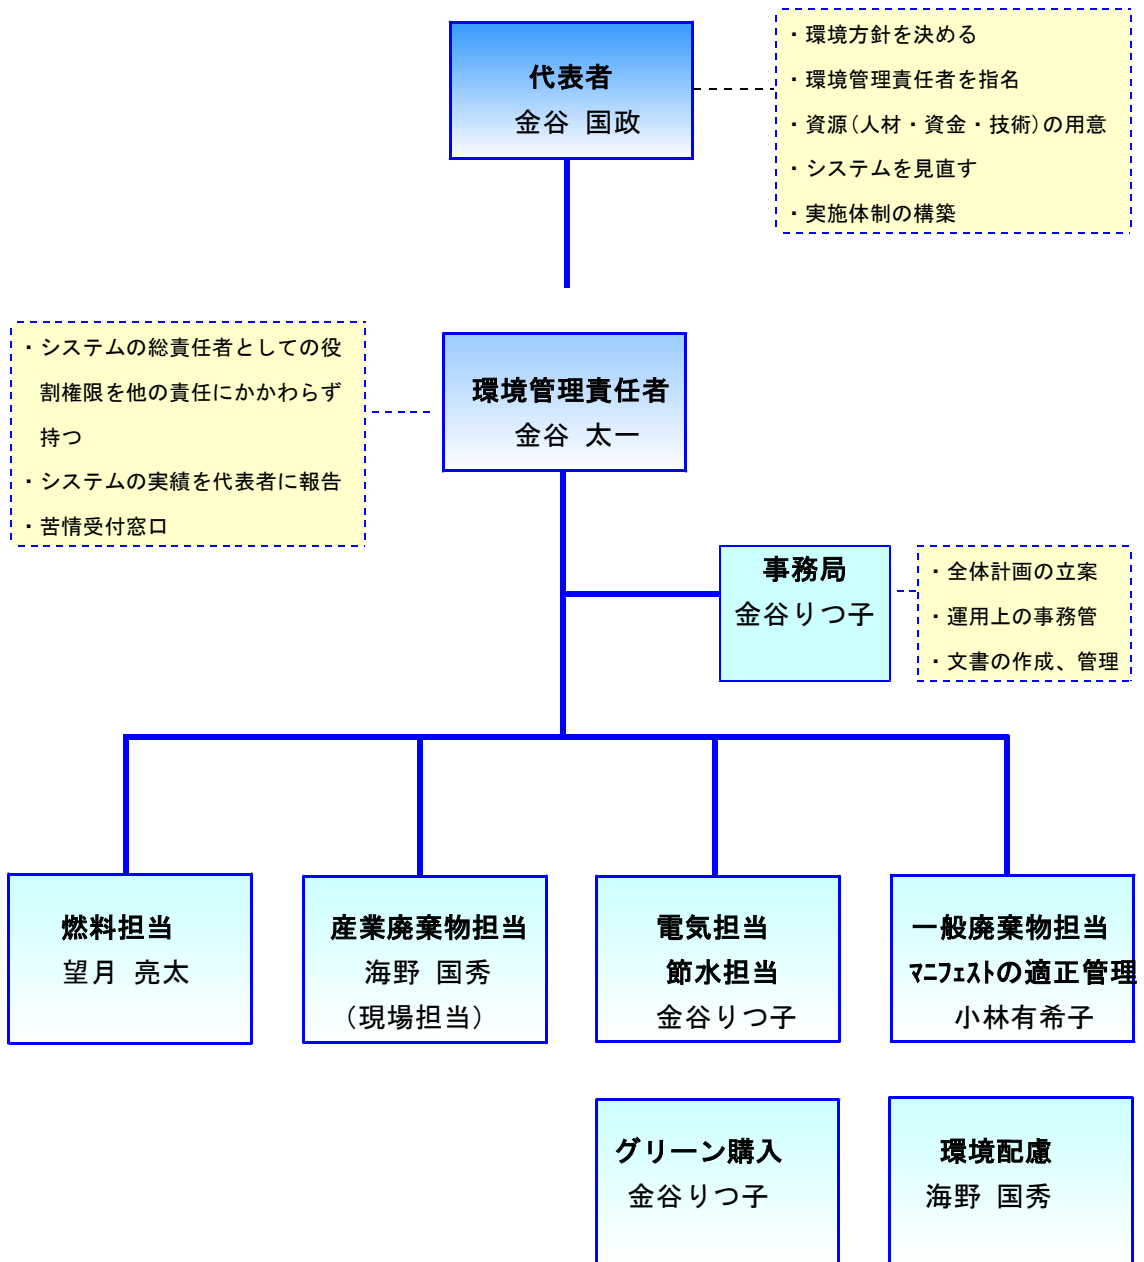 代表者
金谷 国政
・環境方針を決める
・環境管理責任者を指名
・資源(人材・資金・技術)の用意
・システムを見直す
・実施体制の構築
・システムの総責任者としての役
割権限を他の責任にかかわらず
持つ
・システムの実績を代表者に報告
・苦情受付窓口
環境管理責任者
金谷 太一
事務局
金谷りつ子
・全体計画の立案
・運用上の事務管
・文書の作成、管理
燃料担当
望月 亮太
産業廃棄物担当
海野 国秀
(現場担当)
電気担当
節水担当
金谷りつ子
一般廃棄物担当
ﾏﾆﾌｪｽﾄの適正管理
小林有希子
グリーン購入
金谷りつ子
環境配慮
海野 国秀